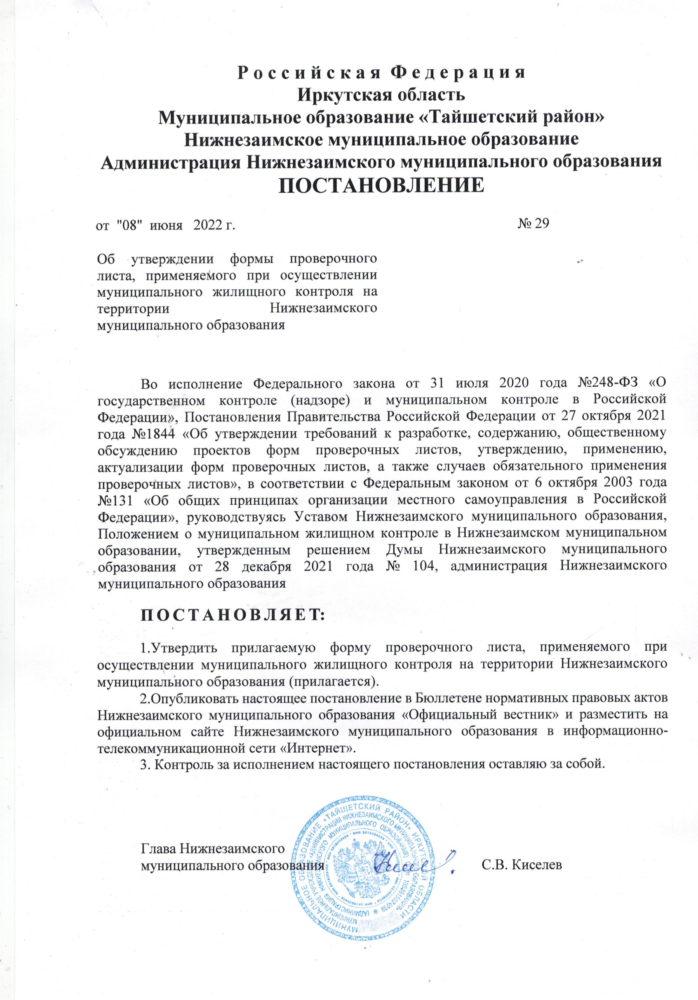 Р о с с и й с к а я  Ф е д е р а ц и я
Иркутская область
Муниципальное образование «Тайшетский район»
Нижнезаимское муниципальное образование
Администрация Нижнезаимского муниципального образования
ПОСТАНОВЛЕНИЕ
от "08" июня 2022 г. № 29
Об утверждении формы проверочного
листа, применяемого при осуществлении
муниципального жилищного контроля на
территории Нижнезаимского
муниципального образования
Во исполнение Федерального закона от 31 июля 2020 года №248-ФЗ «О
государственном контроле (надзоре) и муниципальном контроле в Российской
Федерации», Постановления Правительства Российской Федерации от 27 октября 2021
года №1844 «Об утверждении требований к разработке, содержанию, общественному
обсуждению проектов форм проверочных листов, утверждению, применению,
актуализации форм проверочных листов, а также случаев обязательного применения
проверочных листов», в соответствии с Федеральным законом от 6 октября 2003 года
№131 «Об общих принципах организации местного самоуправления в Российской
Федерации», руководствуясь Уставом Нижнезаимского муниципального образования,
Положением о муниципальном жилищном контроле в Нижнезаимском муниципальном
образовании, утвержденным решением Думы Нижнезаимского муниципального
образования от 28 декабря 2021 года № 104, администрация Нижнезаимского
муниципального образования
П О С Т А Н О В Л Я Е Т:
1.Утвердить прилагаемую форму проверочного листа, применяемого при
осуществлении муниципального жилищного контроля на территории Нижнезаимского
муниципального образования (прилагается).
2.Опубликовать настоящее постановление в Бюллетене нормативных правовых актов
Нижнезаимского муниципального образования «Официальный вестник» и разместить на
официальном сайте Нижнезаимского муниципального образования в информационно-
телекоммуникационной сети «Интернет».
3. Контроль за исполнением настоящего постановления оставляю за собой.
Глава Нижнезаимского
муниципального образования С.В. Киселев
МУНИЦИПАЛЬНОЕ ОБРАЗОВАНИЕ «ТАЙШЕТСКИЙ РАЙОН» ИРКУТСКОЙ ОБЛАСТИ
МУНИЦИПАЛЬНОЕ УЧРЕЖДЕНИЕ «АДМИНИСТРАЦИЯ НИЖНЕЗАИМСКОГО МУНИЦИПАЛЬНОГО ОБРАЗОВАНИЯ»
(АДМИНИСТРАЦИЯ НИЖНЕЗАИМСКОГО МУНИЦИПАЛЬНОГО ОБРАЗОВАНИЯ)